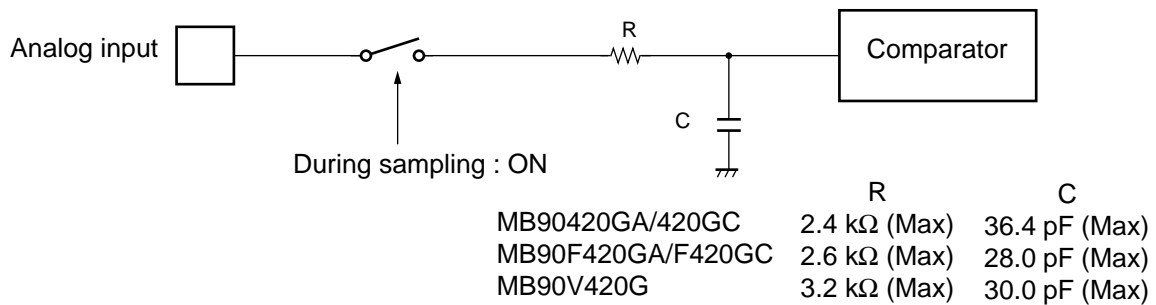 R
Analog input
Comparator
C
During sampling : ON
R C
MB90420GA/420GC 2.4 kΩ (Max) 36.4 pF (Max)
MB90F420GA/F420GC 2.6 kΩ (Max) 28.0 pF (Max)
MB90V420G 3.2 kΩ (Max) 30.0 pF (Max)